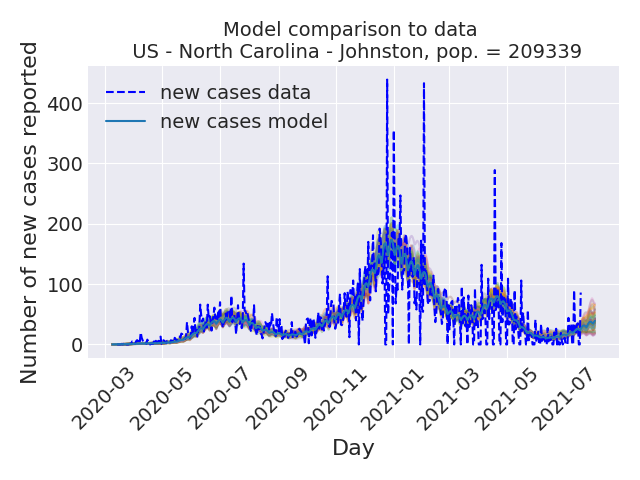 Model comparison to data
US - North Carolina - Johnston, pop. = 209339
Number of new cases reported
400
300
200
100
0
new cases data
new cases model
2020-03
2020-05
2020-07
2020-09
2020-11
2021-01
2021-03
2021-05
2021-07
Day